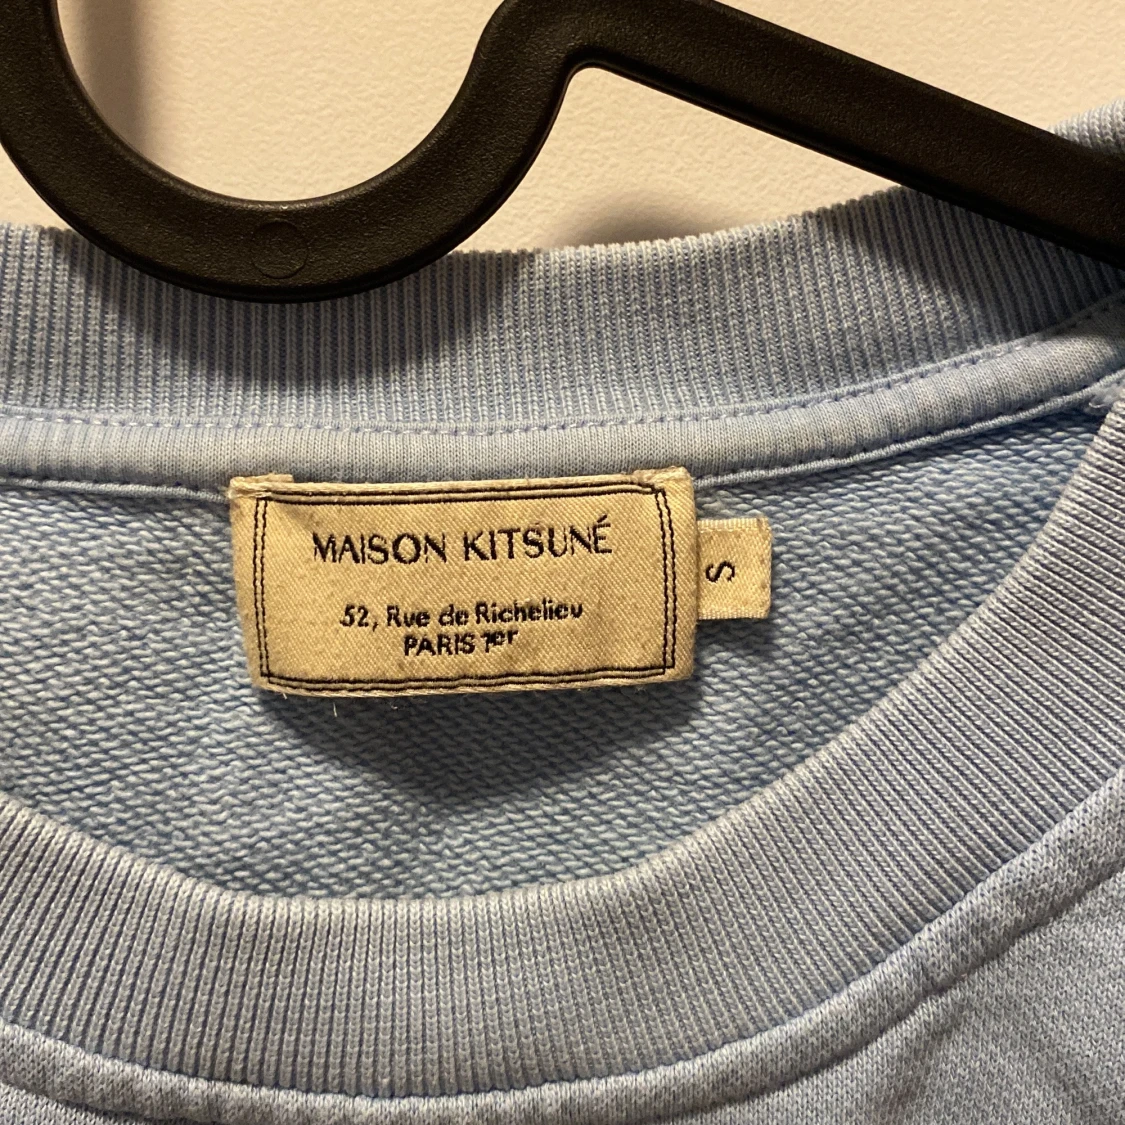 MAISON KITSUNÉ
52, Rue de Richelieu
PARIS 1er
S